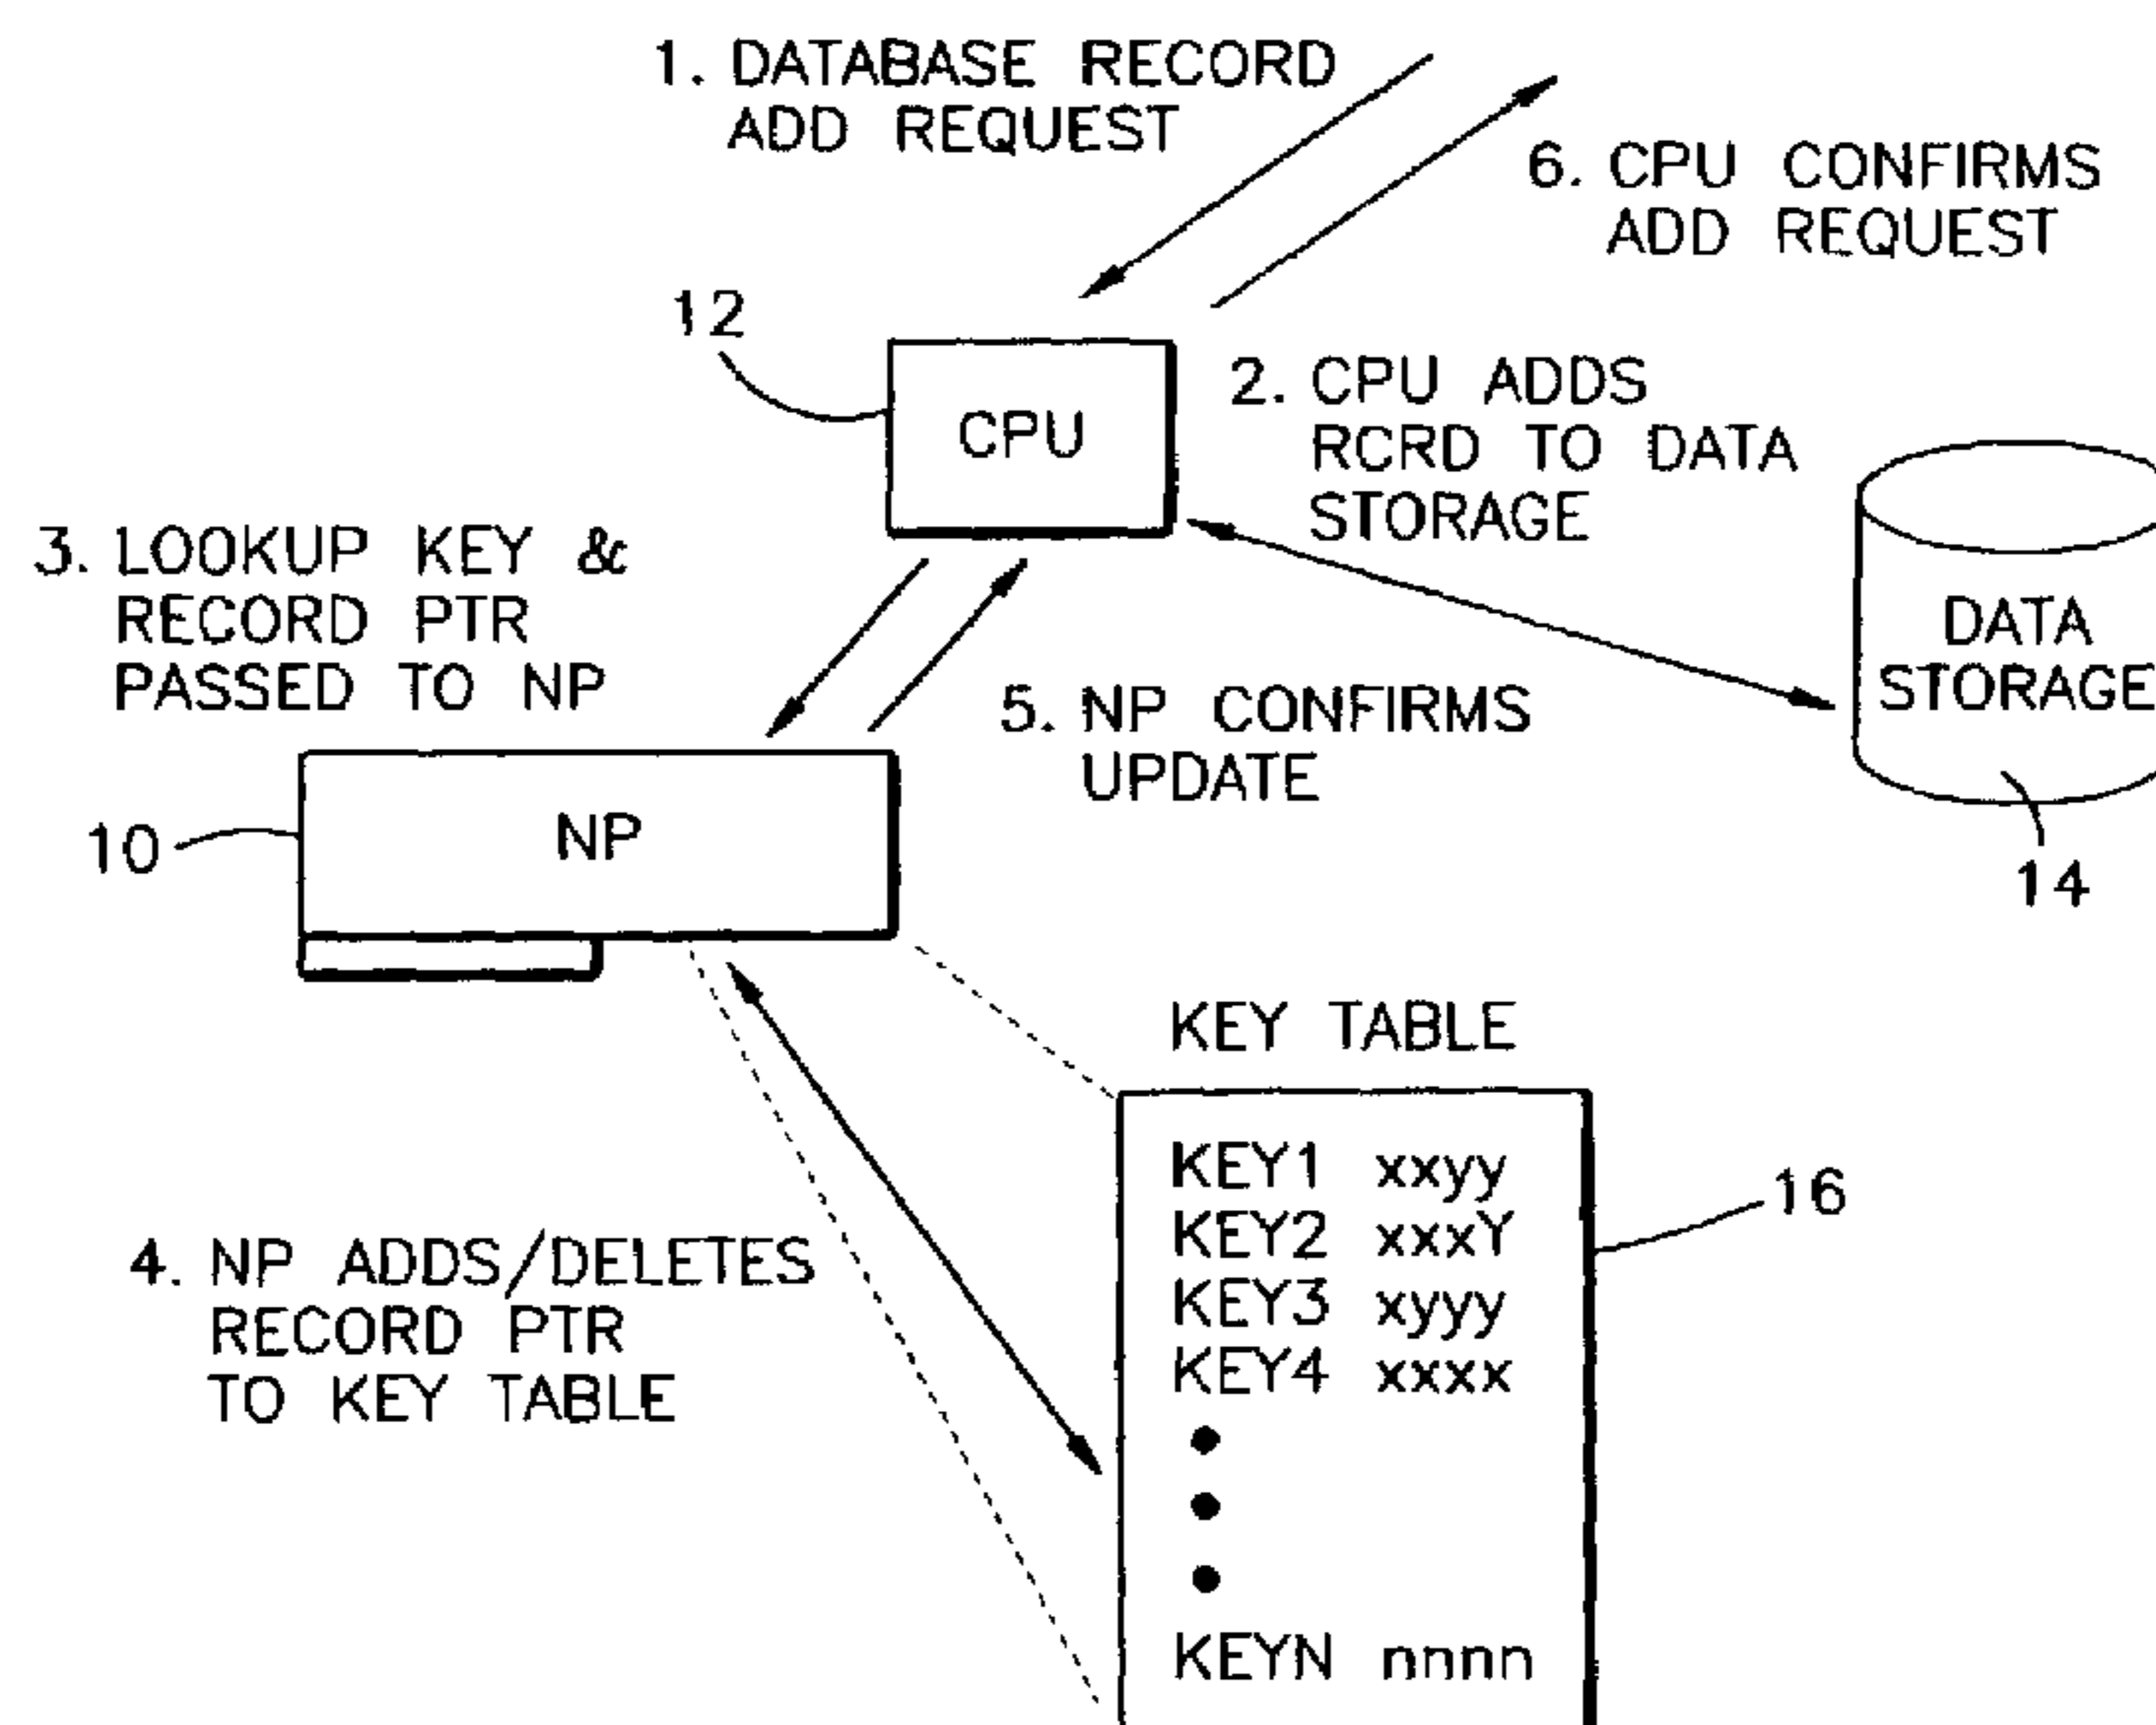 1. DATABASE RECORD
ADD REQUEST
6. CPU CONFIRMS
ADD REQUEST
12
CPU
2. CPU ADDS
RCRD TO DATA
STORAGE
3. LOOKUP KEY &
RECORD PTR
PASSED TO NP
DATA
STORAGE
14
5. NP CONFIRMS
UPDATE
10
NP
KEY TABLE
KEY1 xxyy
KEY2 xxxY
KEY3 xyyy
KEY4 xxxx
•
•
•
KEYN nnnn
16
4. NP ADDS/DELETES
RECORD PTR
TO KEY TABLE